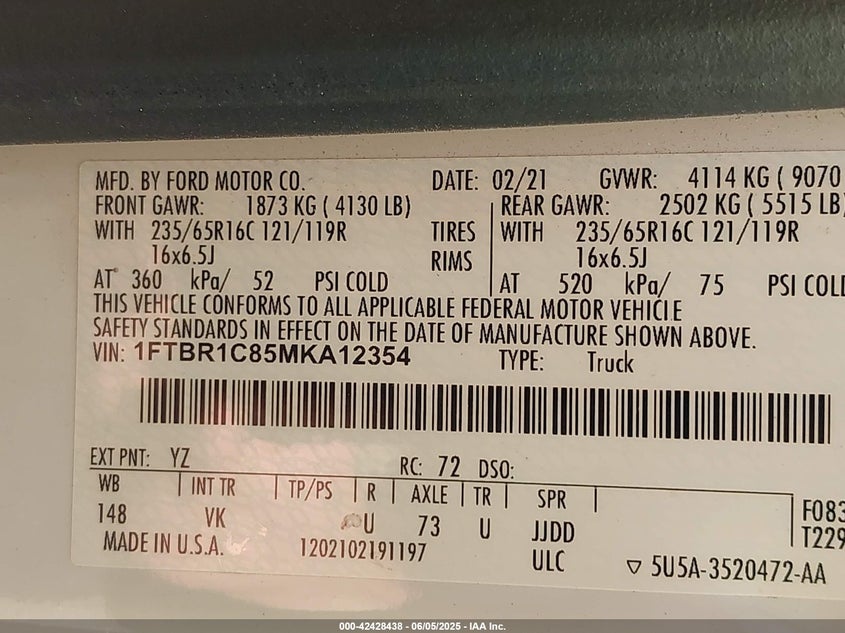 MFD. BY FORD MOTOR CO. DATE: 02/21 GVWR: 4114 KG ( 9070
FRONT GAWR: 1873 KG ( 4130 LB) REAR GAWR: 2502 KG ( 5515 LB)
WITH 235/65R16C 121/119R TIRES WITH 235/65R16C 121/119R
16x6.5J RIMS 16x6.5J
AT 360 kPa/ 52 PSI COLD AT 520 kPa/ 75 PSI COLD
THIS VEHICLE CONFORMS TO ALL APPLICABLE FEDERAL MOTOR VEHICLE
SAFETY STANDARDS IN EFFECT ON THE DATE OF MANUFACTURE SHOWN ABOVE.
VIN: 1FTBR1C85MKA12354 TYPE: Truck
EXT PNT: YZ RC: 72 DSO:
WB INT TR TP/PS R AXLE TR SPR
148 VK U 73 U JJDD F083
MADE IN U.S.A. 1202102191197 ULC T229
▽ 5U5A-3520472-AA
000-42428438 - 06/05/2025 - IAA Inc.